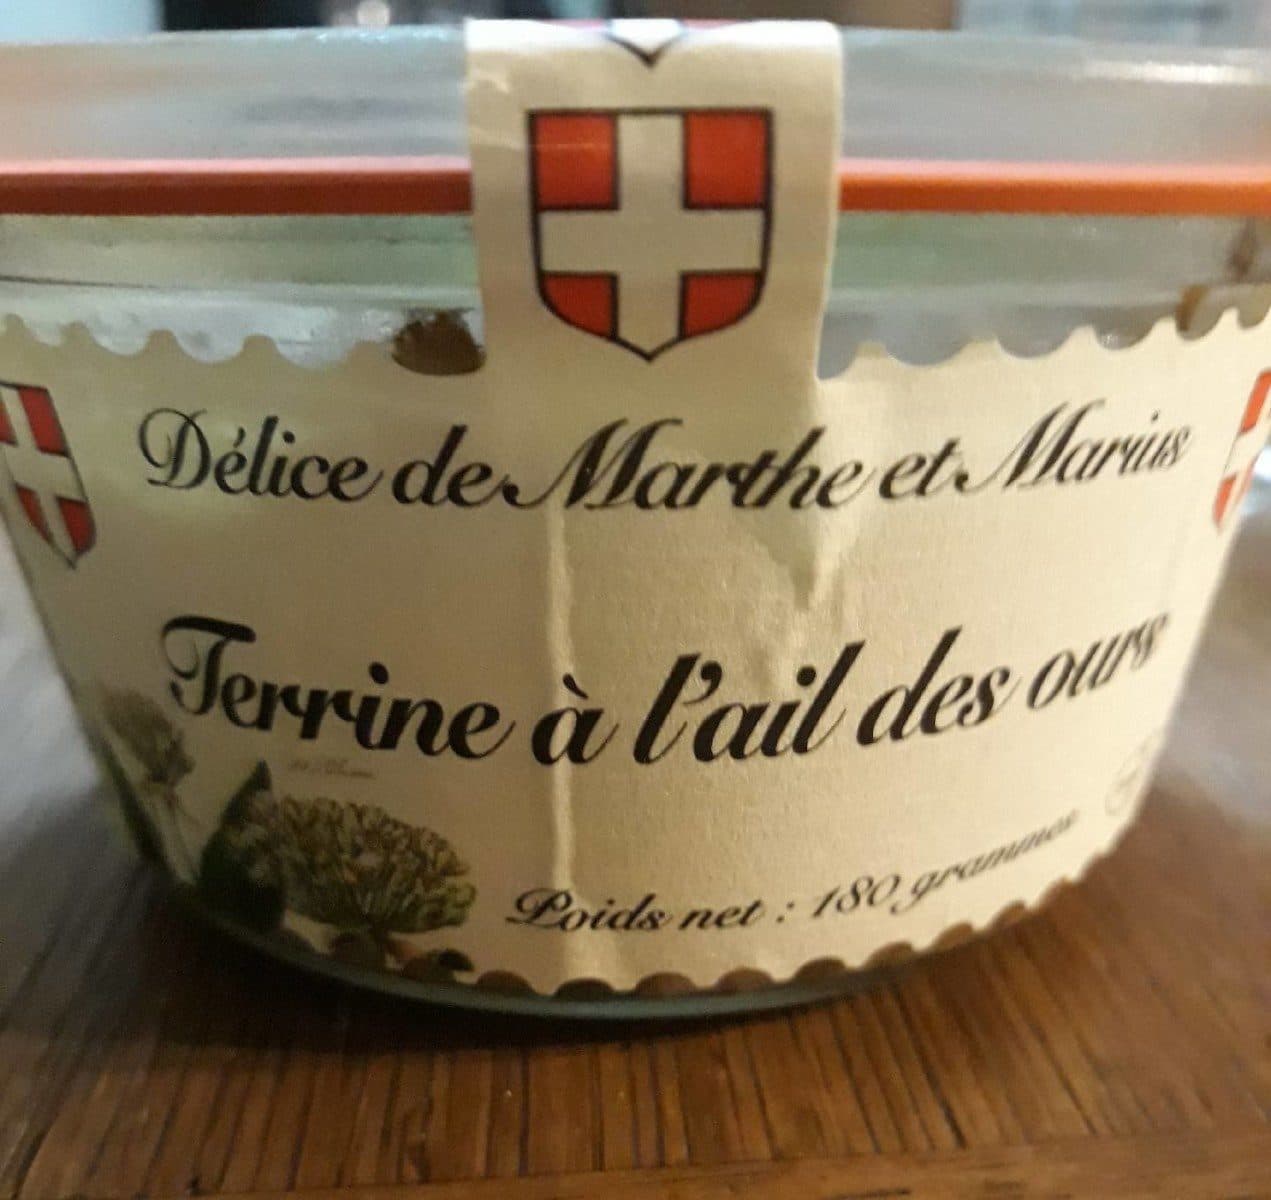 Délice de Marthe et Marius
Terrine à l'ail des ours
Poids net : 180 grammes